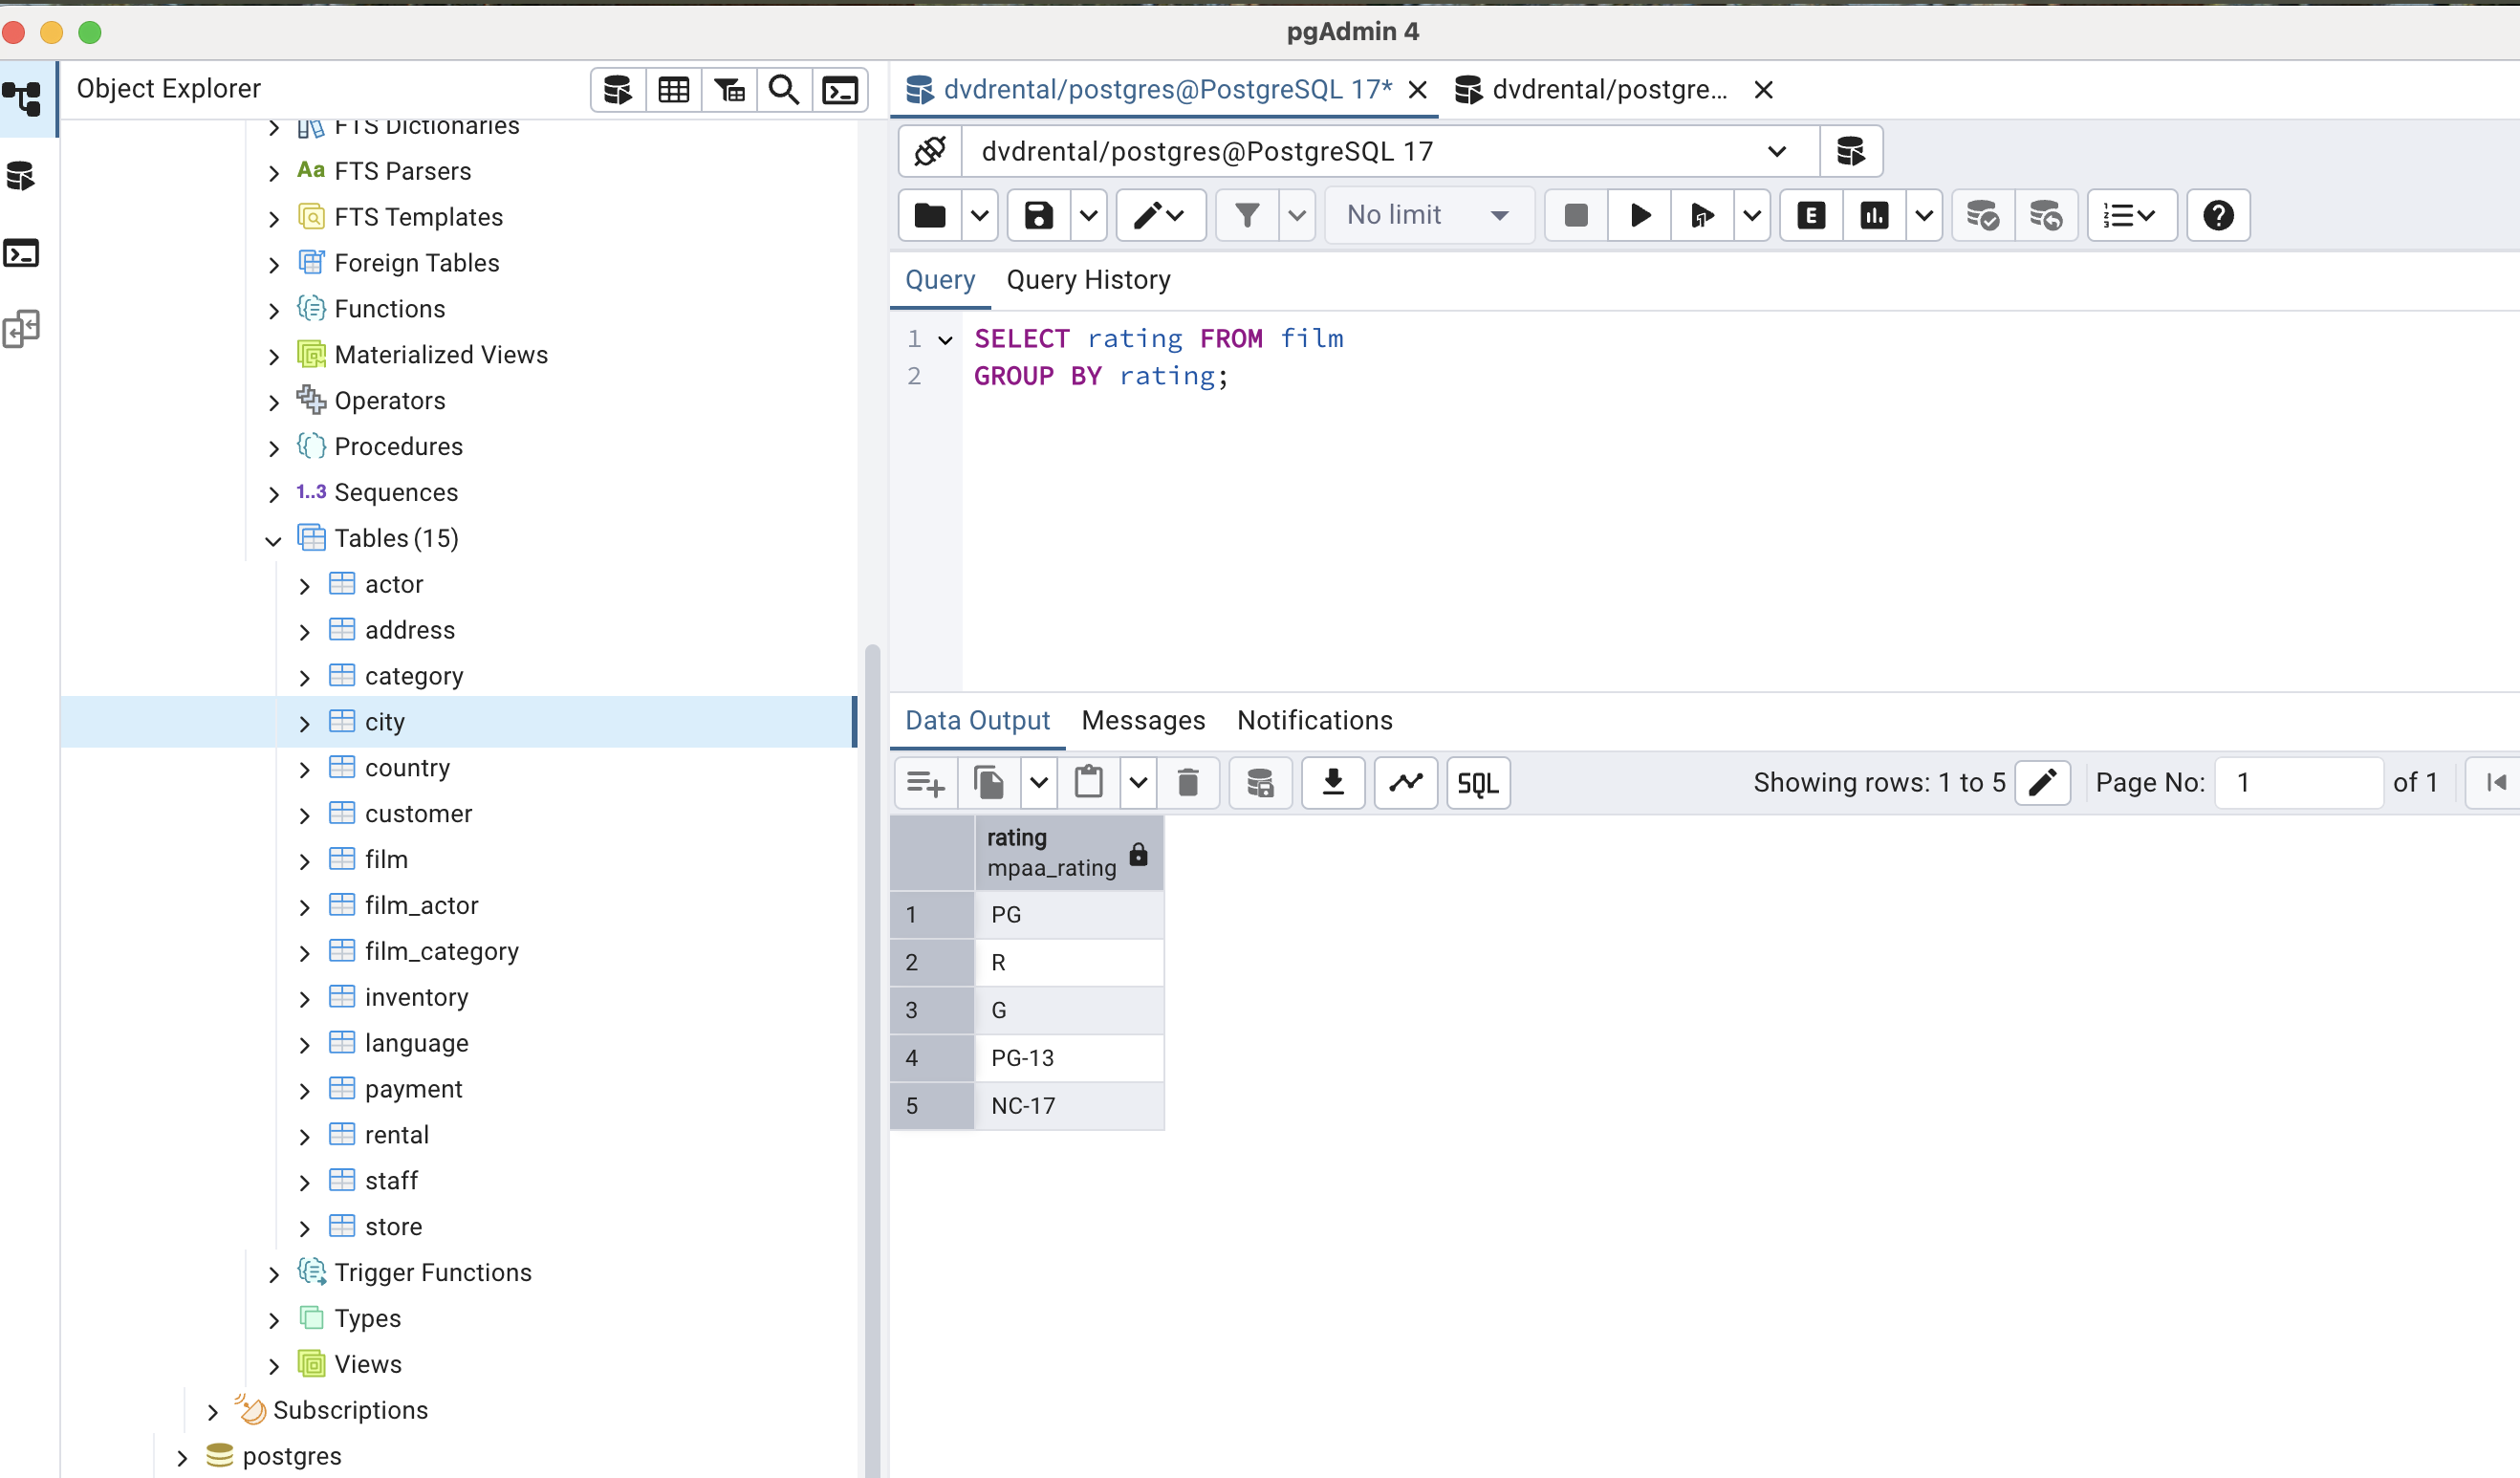 pgAdmin 4
Object Explorer
FTS Dictionaries
Aa FTS Parsers
FTS Templates
Foreign Tables
Functions
Materialized Views
Operators
Procedures
1..3 Sequences
Tables (15)
actor
address
category
city
country
customer
film
film_actor
film_category
inventory
language
payment
rental
staff
store
Trigger Functions
Types
Views
Subscriptions
postgres
dvdrental/postgres@PostgreSQL 17*
dvdrental/postgre...
dvdrental/postgres@PostgreSQL 17
No limit
E
Query
Query History
1 SELECT rating FROM film
2 GROUP BY rating;
Data Output
Messages
Notifications
SQL
Showing rows: 1 to 5
Page No: 1 of 1
rating
mpaa_rating
1 PG
2 R
3 G
4 PG-13
5 NC-17